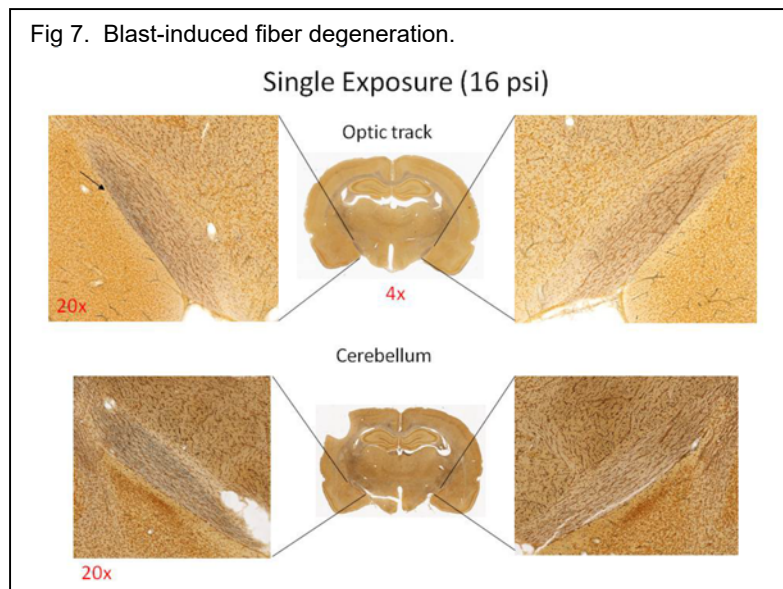 Fig 7.  Blast-induced fiber degeneration.
Single Exposure (16 psi)
Optic track
20x
4x
Cerebellum
20x